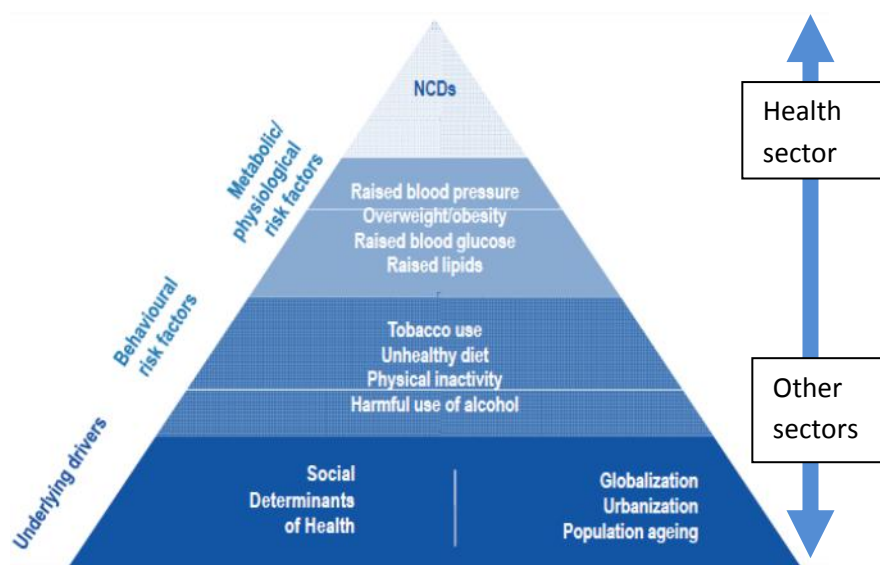 NCDs
Metabolic/
physiological
risk factors
Raised blood pressure
Overweight/obesity
Raised blood glucose
Raised lipids
Behavioural
risk factors
Tobacco use
Unhealthy diet
Physical inactivity
Harmful use of alcohol
Underlying drivers
Social
Determinants
of Health
Globalization
Urbanization
Population ageing
Health
sector
Other
sectors